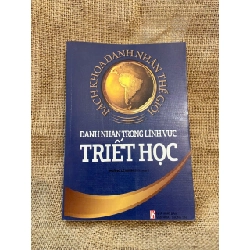 BÁCH KHOA DANH NHÂN THẾ GIỚI
DANH NHÂN TRONG LĨNH VỰC
TRIẾT HỌC